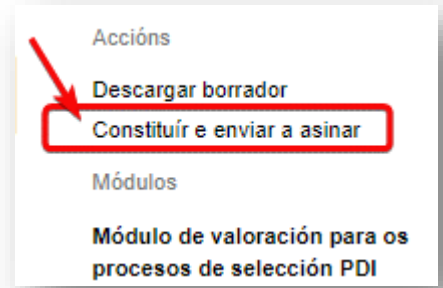 Accións
Descargar borrador
Constituír e enviar a asinar
Módulos
Módulo de valoración para os
procesos de selección PDI